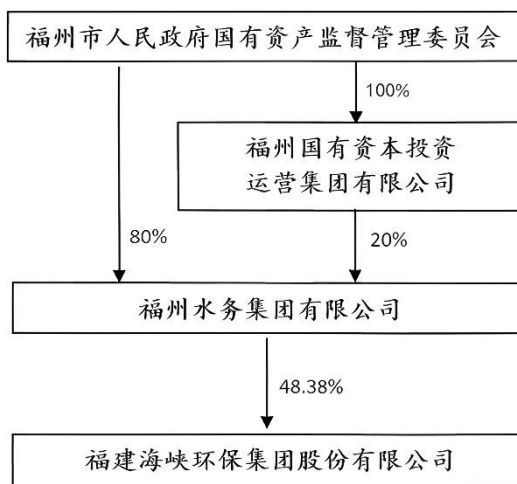 福州市人民政府国有资产监督管理委员会
100%
福州国有资本投资
运营集团有限公司
80%
20%
福州水务集团有限公司
48.38%
福建海峡环保集团股份有限公司